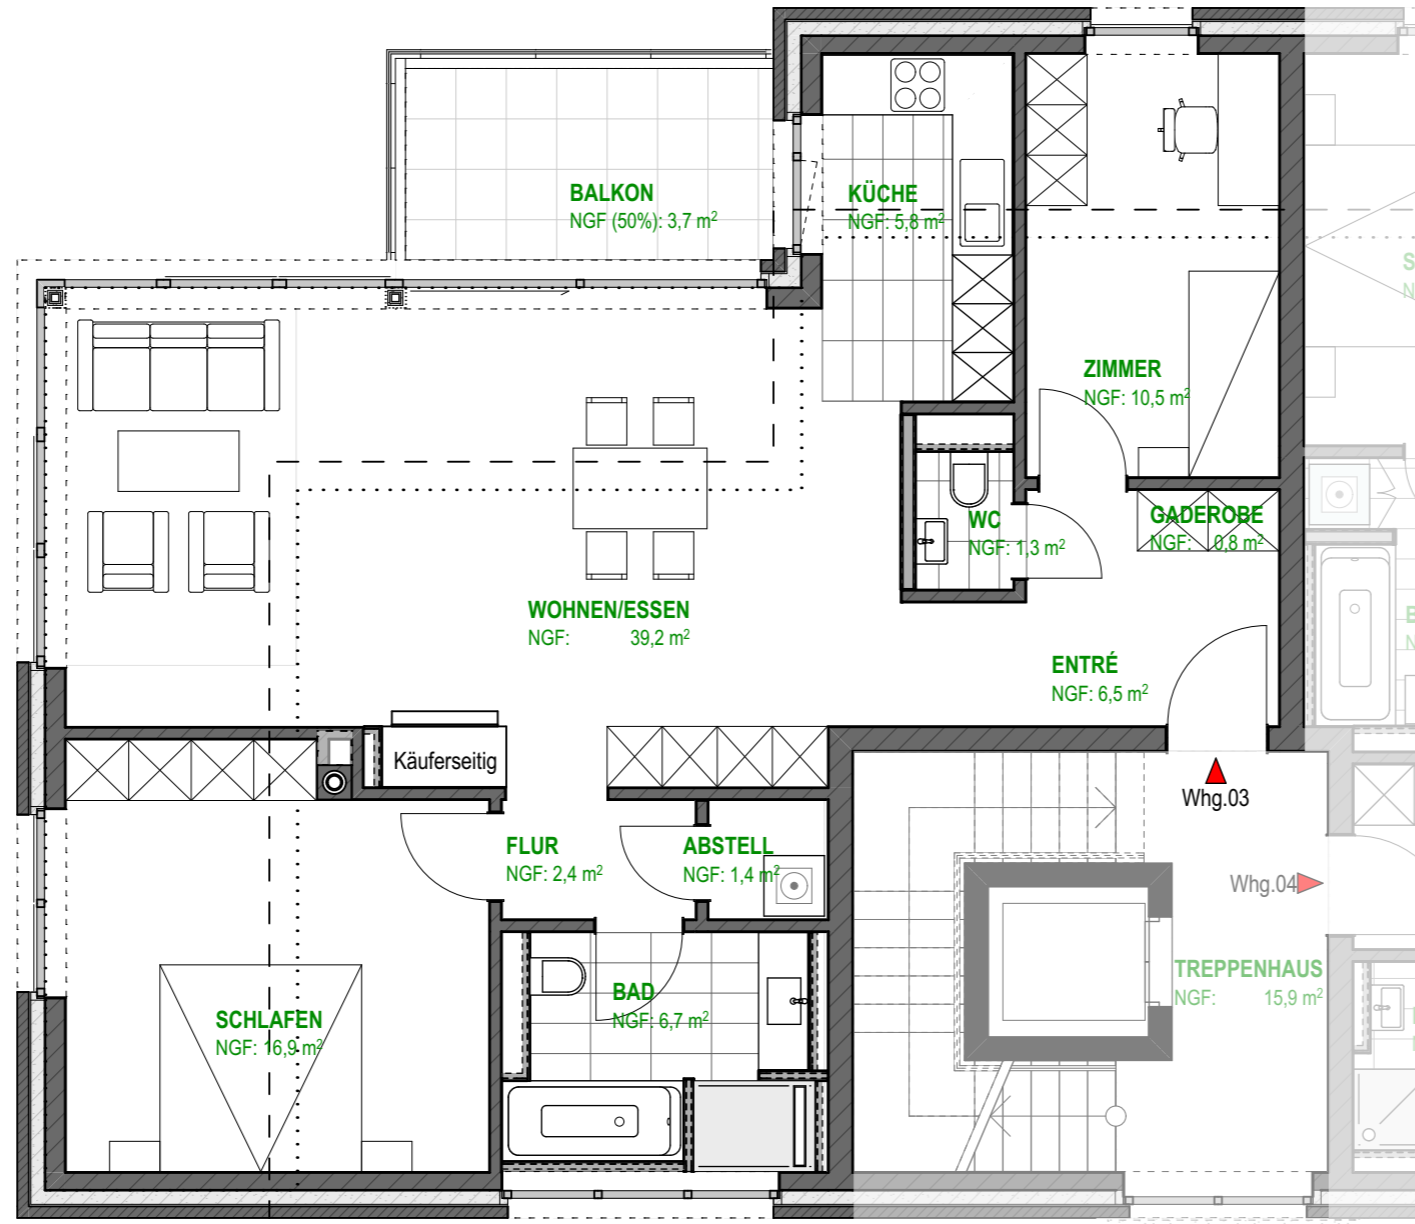 BALKON
NGF (50%): 3,7 m²
KÜCHE
NGF: 5,8 m²
ZIMMER
NGF: 10,5 m²
WC
NGF: 1,3 m²
GADEROBE
NGF: 0,8 m²
WOHNEN/ESSEN
NGF: 39,2 m²
ENTRÉ
NGF: 6,5 m²
Käuferseitig
Whg.03
FLUR
NGF: 2,4 m²
ABSTELL
NGF: 1,4 m²
Whg.04
TREPPENHAUS
NGF: 15,9 m²
BAD
NGF: 6,7 m²
SCHLAFEN
NGF: 16,9 m²